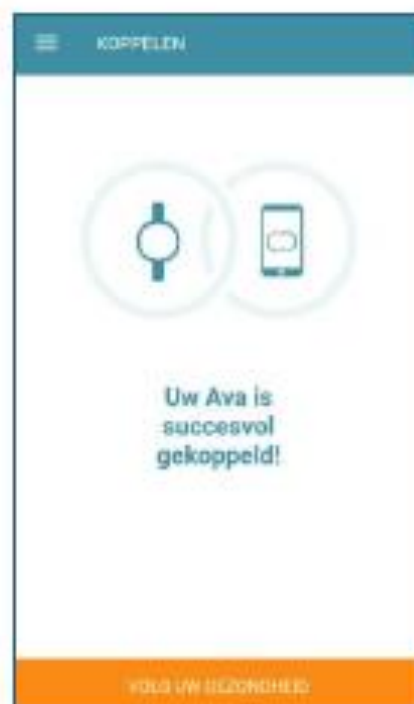 KOPPELEN
Uw Ava is
succesvol
gekoppeld!
VOLG UW GEZONDHEID